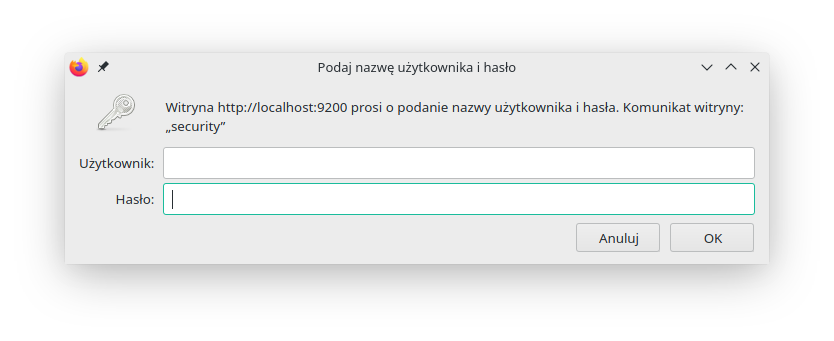 Podaj nazwę użytkownika i hasło
Witryna http://localhost:9200 prosi o podanie nazwy użytkownika i hasła. Komunikat witryny:
„security”
Użytkownik:
Hasło:
Anuluj
OK